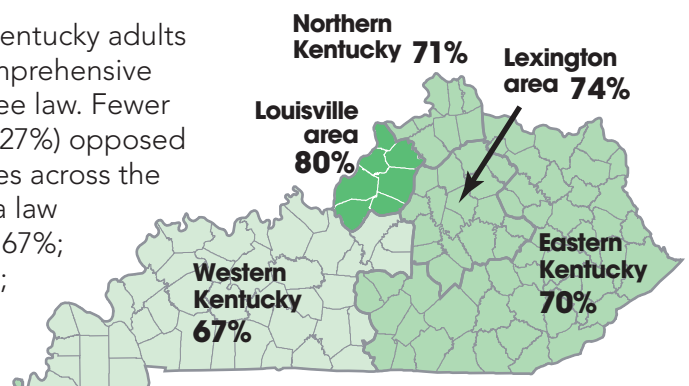 entucky adults
mprehensive
ee law. Fewer
27%) opposed
es across the
a law
67%;
;
Northern
Kentucky 71%
Lexington
area 74%
Louisville
area
80%
Western
Kentucky
67%
Eastern
Kentucky
70%